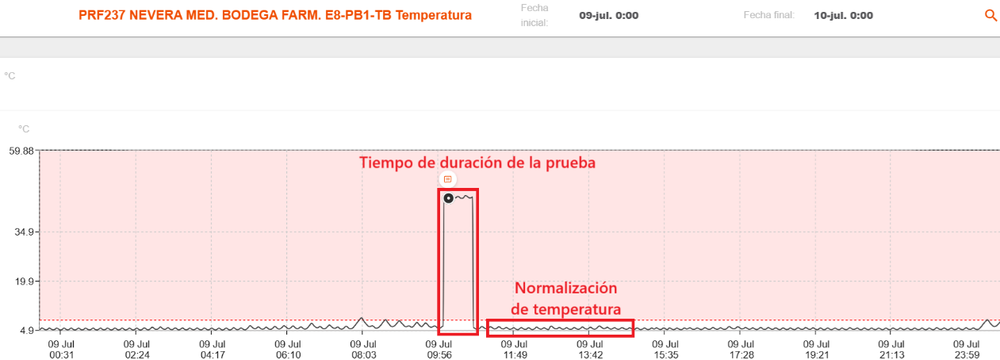 PRF237 NEVERA MED. BODEGA FARM. E8-PB1-TB Temperatura
Fecha
inicial:
09-jul. 0:00
Fecha final:
10-jul. 0:00
°C
°C
59.88
Tiempo de duración de la prueba
34.9
19.9
Normalización
de temperatura
4.9
09 Jul 09 Jul 09 Jul 09 Jul 09 Jul 09 Jul 09 Jul 09 Jul 09 Jul 09 Jul 09 Jul 09 Jul 09 Jul
00:31 02:24 04:17 06:10 08:03 09:56 11:49 13:42 15:35 17:28 19:21 21:13 23:59